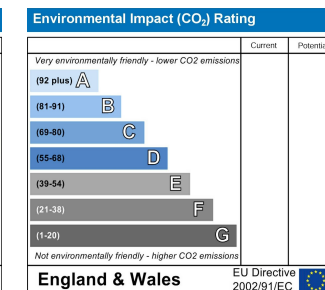 Environmental Impact (CO₂) Rating
Current Potential
Very environmentally friendly - lower CO2 emissions
(92 plus) A
(81-91) B
(69-80) C
(55-68) D
(39-54) E
(21-38) F
(1-20) G
Not environmentally friendly - higher CO2 emissions
England & Wales
EU Directive
2002/91/EC